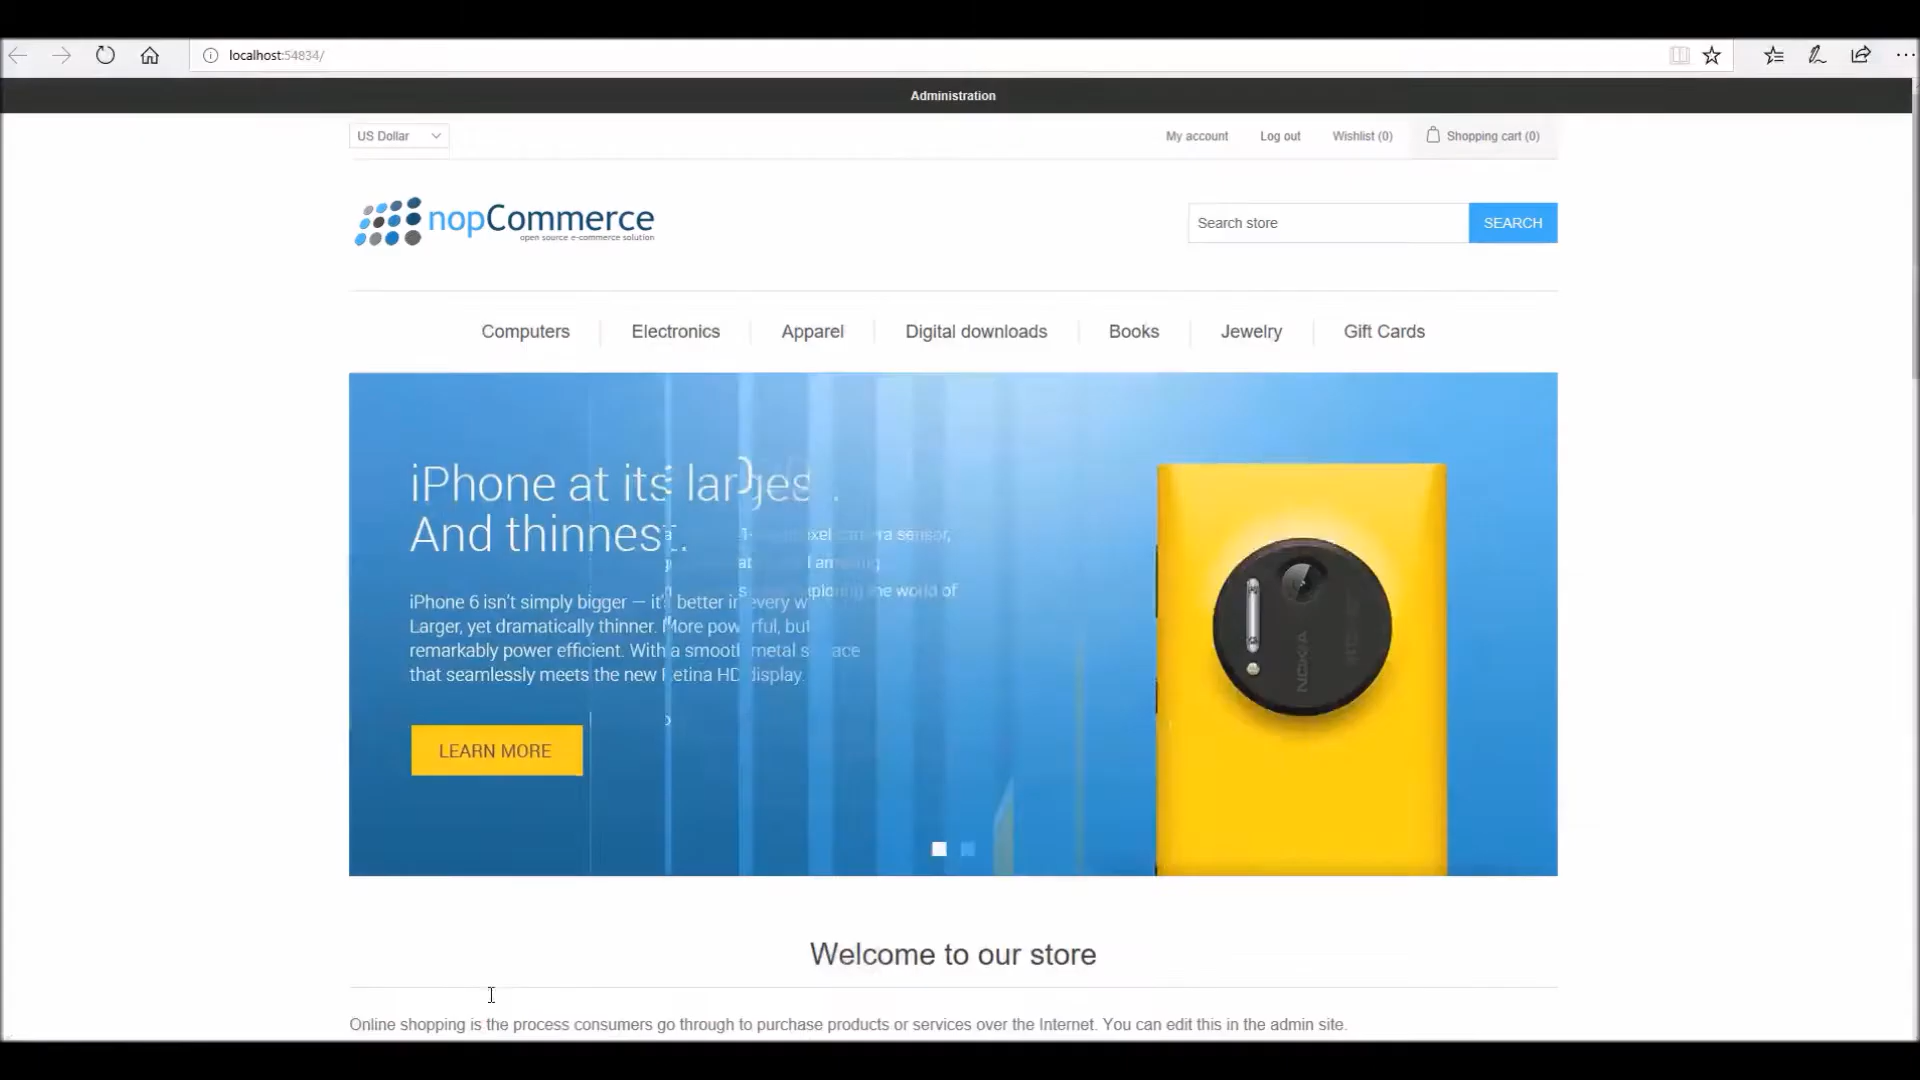 localhost:54834/
Administration
US Dollar
My account
Log out
Wishlist (0)
Shopping cart (0)
nopCommerce
open source e-commerce solution
Search store
SEARCH
Computers
Electronics
Apparel
Digital downloads
Books
Jewelry
Gift Cards
iPhone at its largest.
And thinnest.
sensor,
the world of
iPhone 6 isn't simply bigger — it's better in every
Larger, yet dramatically thinner. More powerful, but
remarkably power efficient. With a smooth metal surface
that seamlessly meets the new Retina HD display.
LEARN MORE
NOKIA
Welcome to our store
Online shopping is the process consumers go through to purchase products or services over the Internet. You can edit this in the admin site.